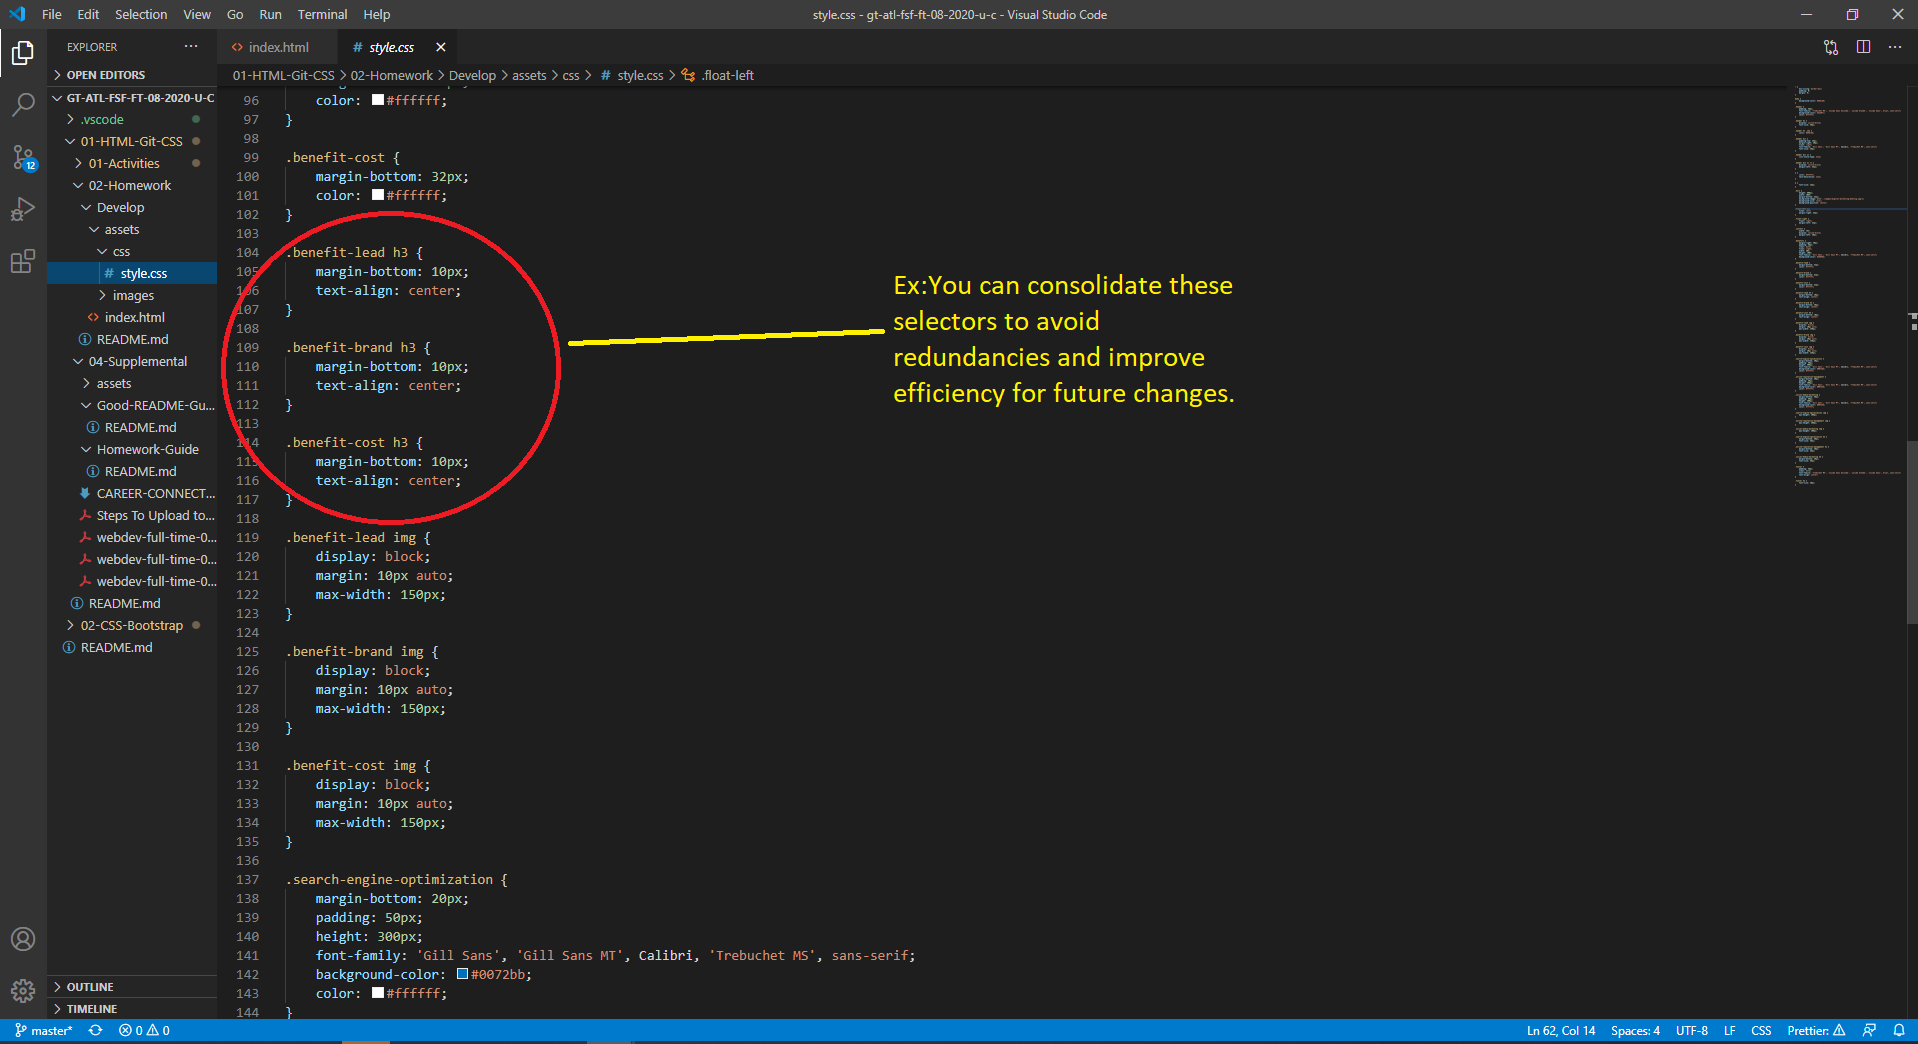 File Edit Selection View Go Run Terminal Help
style.css - gt-atl-fsf-ft-08-2020-u-c - Visual Studio Code
EXPLORER ···
<> index.html
# style.css ×
OPEN EDITORS
01-HTML-Git-CSS > 02-Homework > Develop > assets > css > # style.css > .float-left
GT-ATL-FSF-FT-08-2020-U-C
.vscode
01-HTML-Git-CSS
01-Activities
02-Homework
Develop
assets
css
# style.css
images
<> index.html
README.md
04-Supplemental
assets
Good-README-Gu...
README.md
Homework-Guide
README.md
CAREER-CONNECT...
Steps To Upload to...
webdev-full-time-0...
webdev-full-time-0...
webdev-full-time-0...
README.md
02-CSS-Bootstrap
README.md
OUTLINE
TIMELINE
12
96 color: #ffffff;
97 }
98
99 .benefit-cost {
100 margin-bottom: 32px;
101 color: #ffffff;
102 }
103
104 .benefit-lead h3 {
105 margin-bottom: 10px;
106 text-align: center;
107 }
108
109 .benefit-brand h3 {
110 margin-bottom: 10px;
111 text-align: center;
112 }
113
114 .benefit-cost h3 {
115 margin-bottom: 10px;
116 text-align: center;
117 }
118
119 .benefit-lead img {
120 display: block;
121 margin: 10px auto;
122 max-width: 150px;
123 }
124
125 .benefit-brand img {
126 display: block;
127 margin: 10px auto;
128 max-width: 150px;
129 }
130
131 .benefit-cost img {
132 display: block;
133 margin: 10px auto;
134 max-width: 150px;
135 }
136
137 .search-engine-optimization {
138 margin-bottom: 20px;
139 padding: 50px;
140 height: 300px;
141 font-family: 'Gill Sans', 'Gill Sans MT', Calibri, 'Trebuchet MS', sans-serif;
142 background-color: #0072bb;
143 color: #ffffff;
144 }
Ex:You can consolidate these
selectors to avoid
redundancies and improve
efficiency for future changes.
master* 0 0
Ln 62, Col 14 Spaces: 4 UTF-8 LF CSS Prettier: